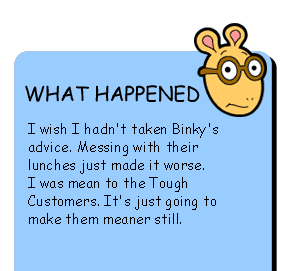 WHAT HAPPENED
I wish I hadn't taken Binky's
advice. Messing with their
lunches just made it worse.
I was mean to the Tough
Customers. It's just going to
make them meaner still.